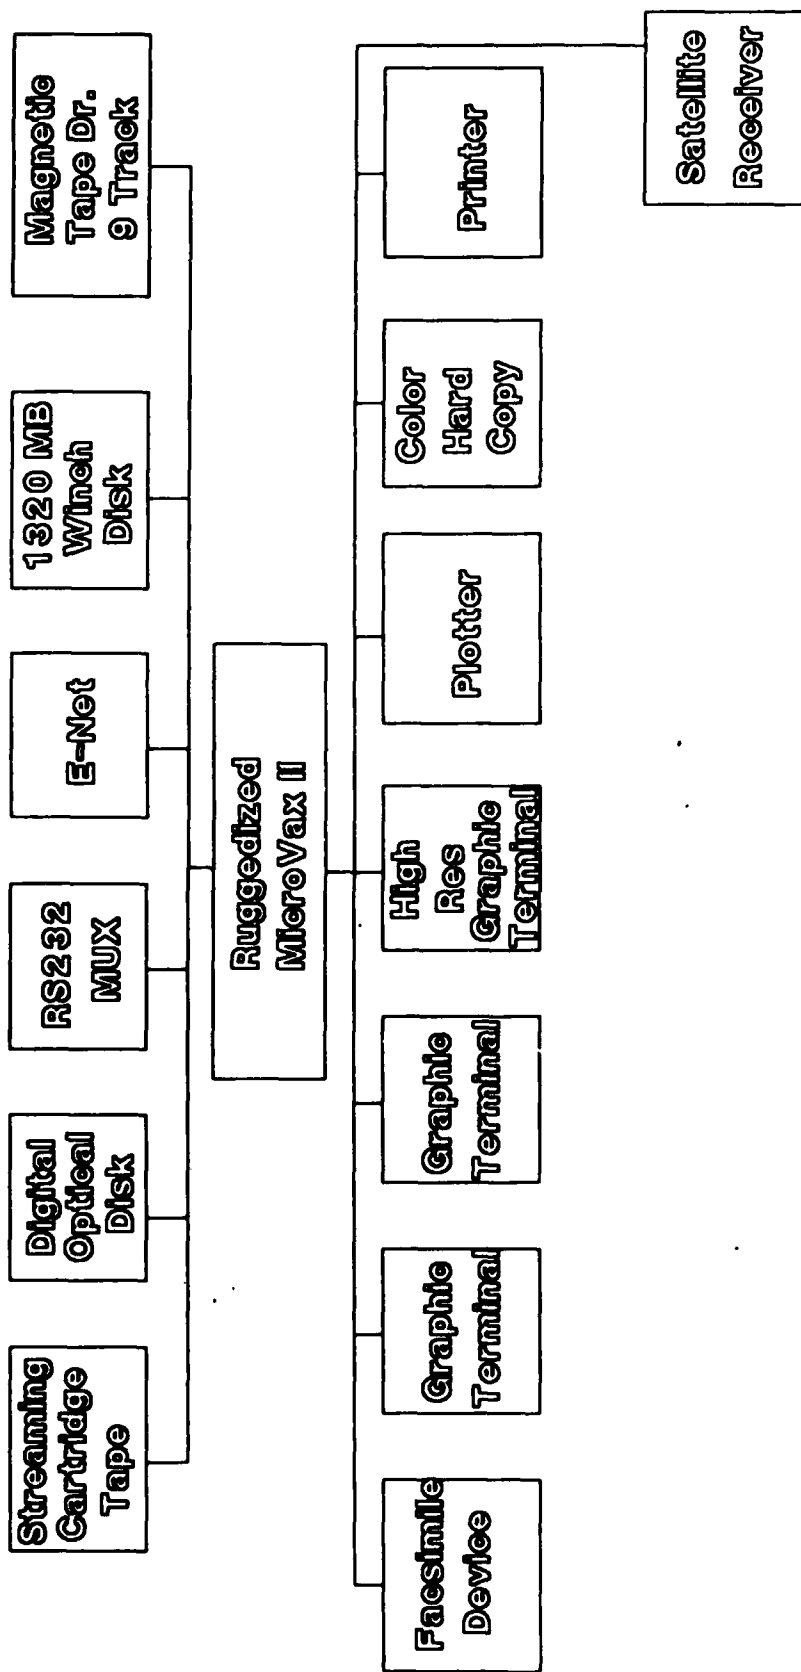 Streaming
Cartridge
Tape
Digital
Optical
Disk
RS232
MUX
E-Net
1320 MB
Winch
Disk
Magnetic
Tape Dr.
9 Track
Ruggedized
MicroVax II
Facsimile
Device
Graphic
Terminal
Graphic
Terminal
High
Res
Graphic
Terminal
Plotter
Color
Hard
Copy
Printer
Satellite
Receiver